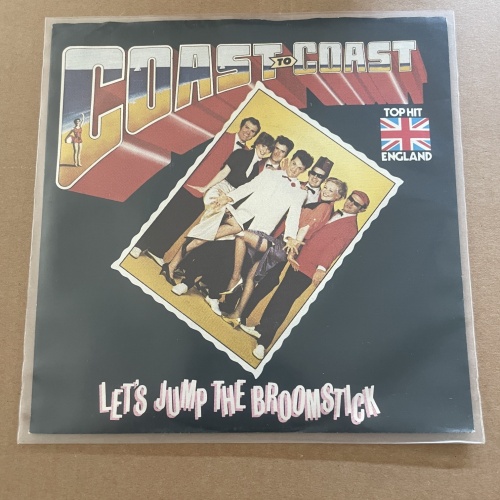 COAST TO COAST
TOP HIT
ENGLAND
LET'S JUMP THE BROOMSTICK